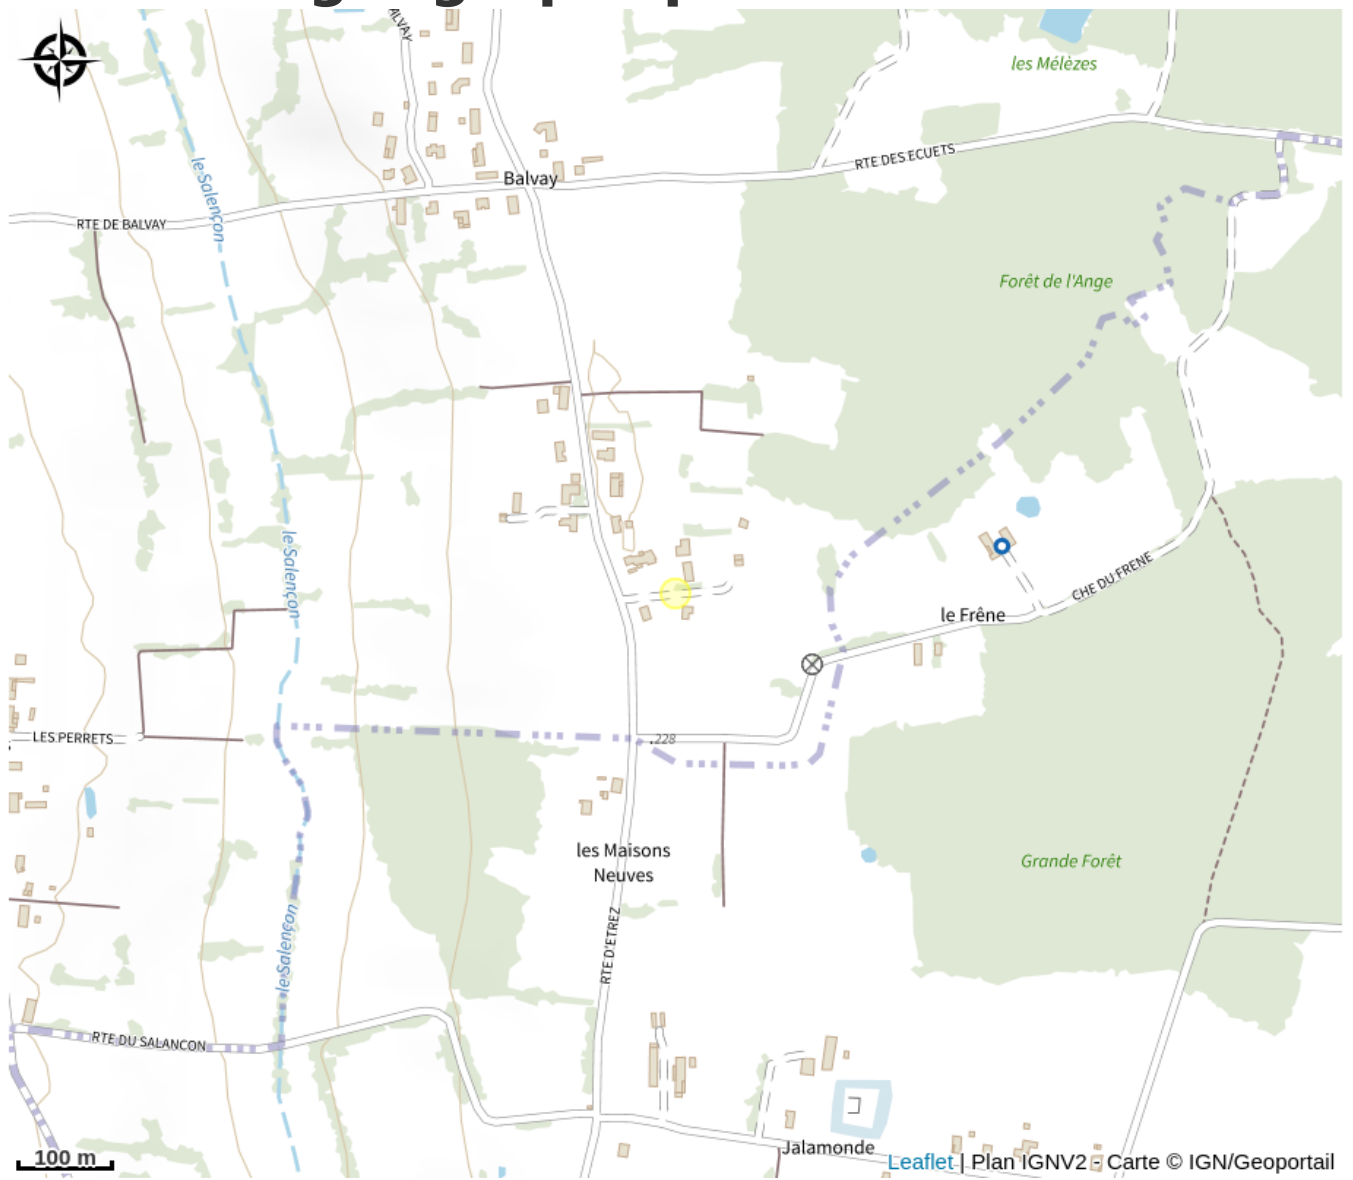 les Mélèzes
RTE DES ECUETS
Balvay
le Salençon
RTE DE BALVAY
Forêt de l'Ange
le Salençon
CHE DU FRENE
le Frêne
LES PERRETS
228
les Maisons
Neuves
Grande Forêt
RTE D'ETREZ
le Salençon
RTE DU SALANCON
Jalamonde
100 m
Leaflet | Plan IGNV2 - Carte © IGN/Geoportail